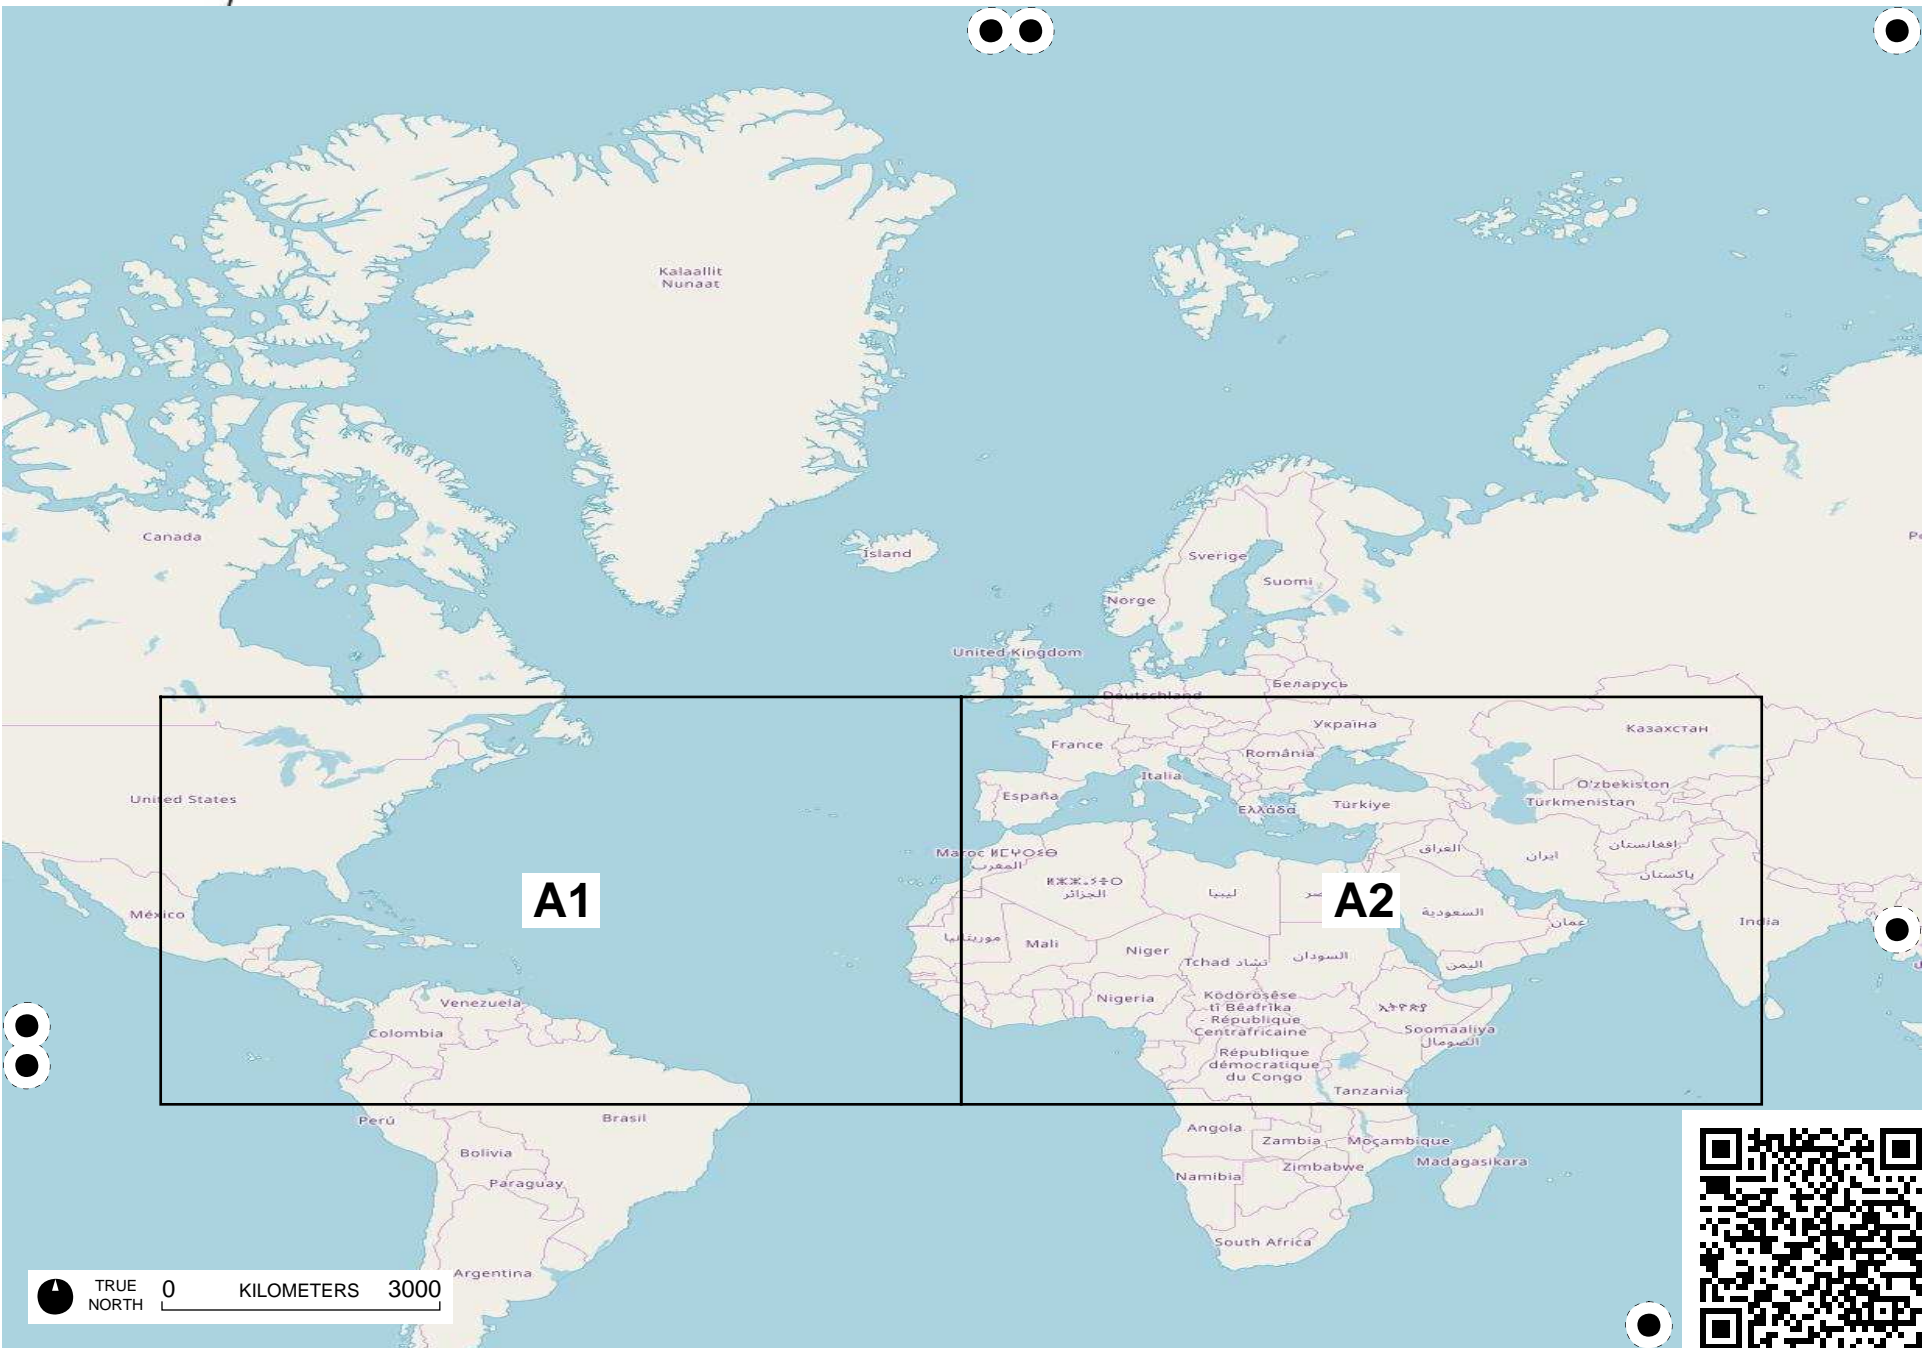 Kalaallit
Nunaat
Canada
Ísland
Sverige
Suomi
Norge
United Kingdom
Беларусь
Deutschland
Україна
Казахстан
France
România
Italia
United States
España
Ελλάδα
Türkiye
O'zbekiston
Türkmenistan
Maroc ⵍⵎⵖⵔⵉⴱ
المغرب
العراق
ايران
افغانستان
الجزائر
ليبيا
پاکستان
A1
A2
México
السعودية
عمان
India
موريتانيا
Mali
Niger
Tchad تشاد
السودان
اليمن
Venezuela
Nigeria
Ködörösêse
tî Bêafrîka
- République
Centrafricaine
Colombia
Soomaaliya
الصومال
République
démocratique
du Congo
Tanzania
Perú
Brasil
Angola
Zambia
Moçambique
Bolivia
Zimbabwe
Madagasikara
Paraguay
Namibia
South Africa
Argentina
TRUE
NORTH
0 KILOMETERS 3000